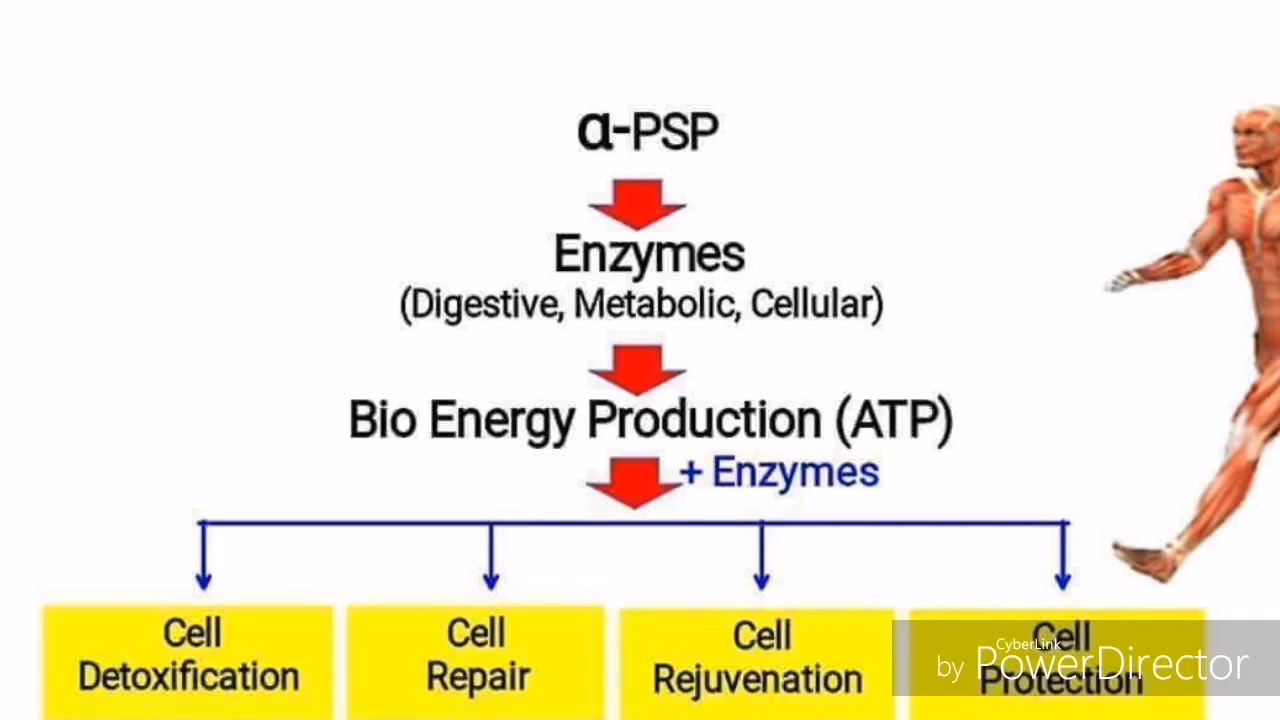 α-PSP
Enzymes
(Digestive, Metabolic, Cellular)
Bio Energy Production (ATP)
+ Enzymes
Cell
Detoxification
Cell
Repair
Cell
Rejuvenation
Cell
Protection
CyberLink
by PowerDirector